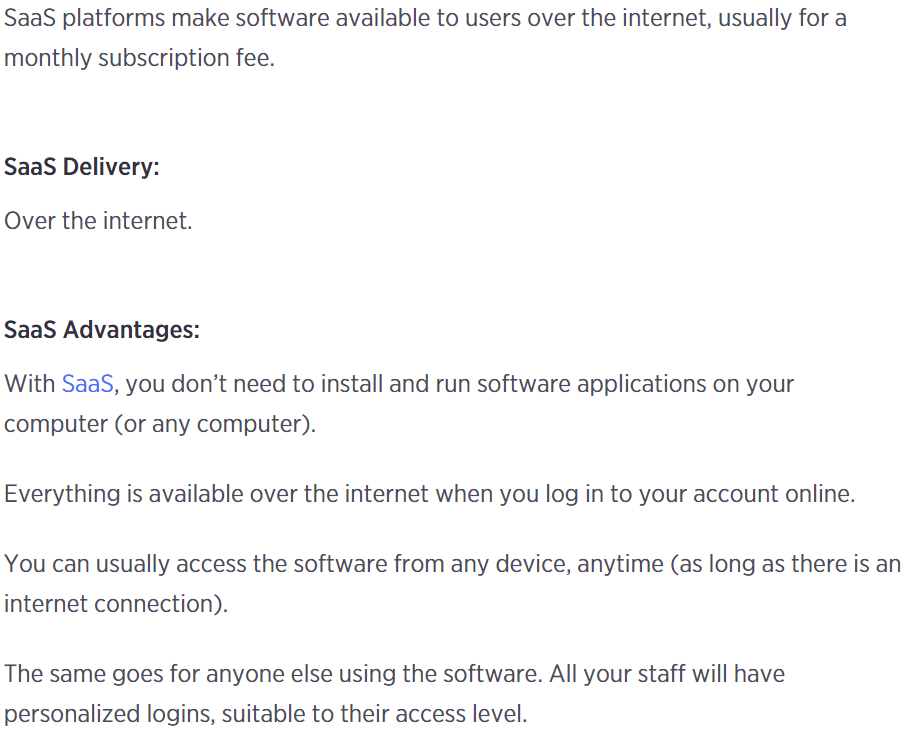 SaaS platforms make software available to users over the internet, usually for a
monthly subscription fee.
SaaS Delivery:
Over the internet.
SaaS Advantages:
With SaaS, you don’t need to install and run software applications on your
computer (or any computer).
Everything is available over the internet when you log in to your account online.
You can usually access the software from any device, anytime (as long as there is an
internet connection).
The same goes for anyone else using the software. All your staff will have
personalized logins, suitable to their access level.